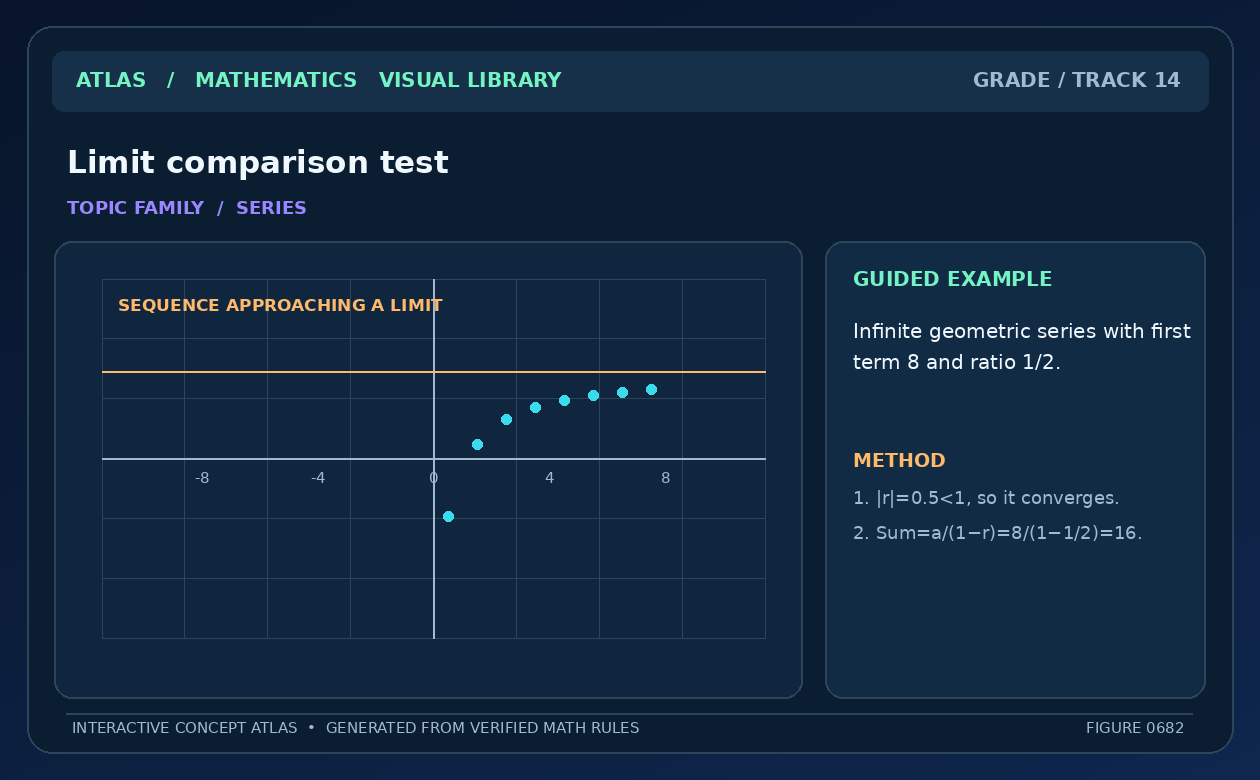 ATLAS / MATHEMATICS VISUAL LIBRARY
GRADE / TRACK 14
Limit comparison test
TOPIC FAMILY / SERIES
SEQUENCE APPROACHING A LIMIT
-8 -4 0 4 8
GUIDED EXAMPLE
Infinite geometric series with first
term 8 and ratio 1/2.
METHOD
1. |r|=0.5<1, so it converges.
2. Sum=a/(1−r)=8/(1−1/2)=16.
INTERACTIVE CONCEPT ATLAS • GENERATED FROM VERIFIED MATH RULES
FIGURE 0682